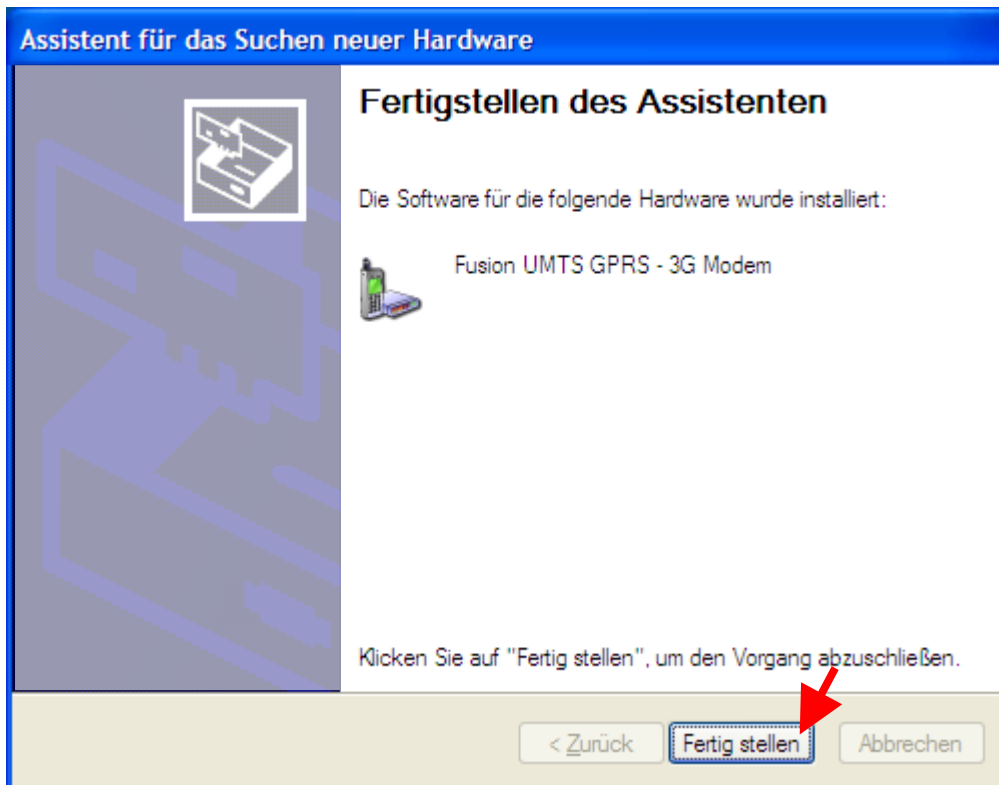 Assistent für das Suchen neuer Hardware
Fertigstellen des Assistenten
Die Software für die folgende Hardware wurde installiert:
Fusion UMTS GPRS - 3G Modem
Klicken Sie auf "Fertig stellen", um den Vorgang abzuschließen.
< Zurück Fertig stellen Abbrechen